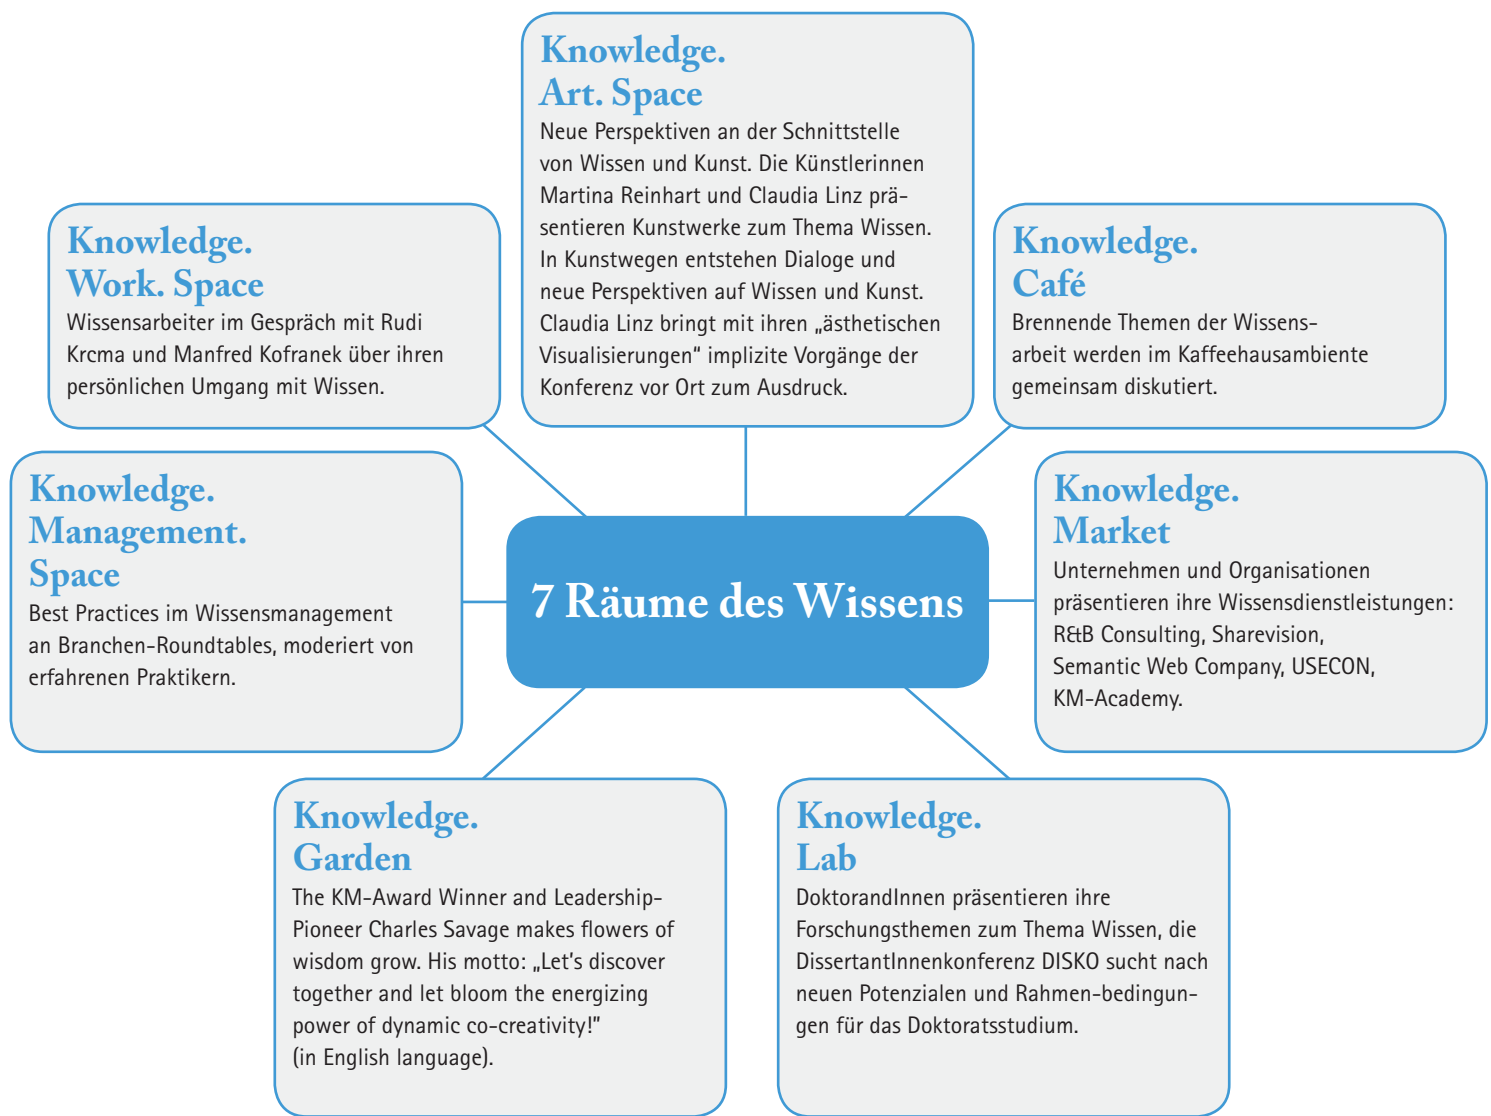 Knowledge.
Art. Space
Neue Perspektiven an der Schnittstelle
von Wissen und Kunst. Die Künstlerinnen
Martina Reinhart und Claudia Linz prä-
sentieren Kunstwerke zum Thema Wissen.
In Kunstwegen entstehen Dialoge und
neue Perspektiven auf Wissen und Kunst.
Claudia Linz bringt mit ihren „ästhetischen
Visualisierungen" implizite Vorgänge der
Konferenz vor Ort zum Ausdruck.
Knowledge.
Work. Space
Wissensarbeiter im Gespräch mit Rudi
Krcma und Manfred Kofranek über ihren
persönlichen Umgang mit Wissen.
Knowledge.
Café
Brennende Themen der Wissens-
arbeit werden im Kaffeehausambiente
gemeinsam diskutiert.
Knowledge.
Management.
Space
Best Practices im Wissensmanagement
an Branchen-Roundtables, moderiert von
erfahrenen Praktikern.
7 Räume des Wissens
Knowledge.
Market
Unternehmen und Organisationen
präsentieren ihre Wissensdienstleistungen:
R&B Consulting, Sharevision,
Semantic Web Company, USECON,
KM-Academy.
Knowledge.
Garden
The KM-Award Winner and Leadership-
Pioneer Charles Savage makes flowers of
wisdom grow. His motto: „Let's discover
together and let bloom the energizing
power of dynamic co-creativity!"
(in English language).
Knowledge.
Lab
DoktorandInnen präsentieren ihre
Forschungsthemen zum Thema Wissen, die
DissertantInnenkonferenz DISKO sucht nach
neuen Potenzialen und Rahmen-bedingun-
gen für das Doktoratsstudium.